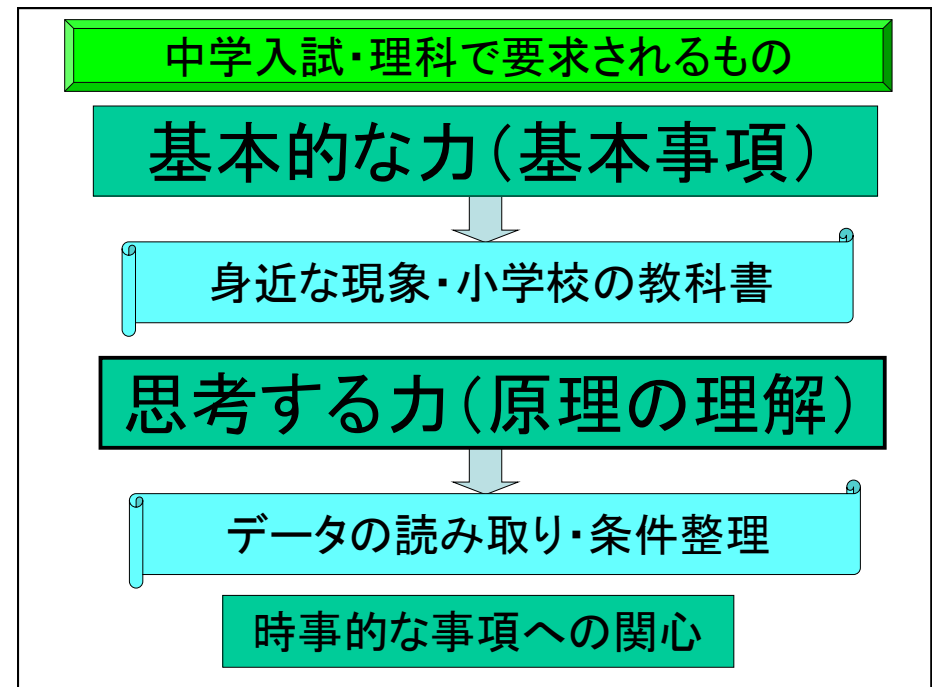 中学入試・理科で要求されるもの
基本的な力(基本事項)
身近な現象・小学校の教科書
思考する力(原理の理解)
データの読み取り・条件整理
時事的な事項への関心